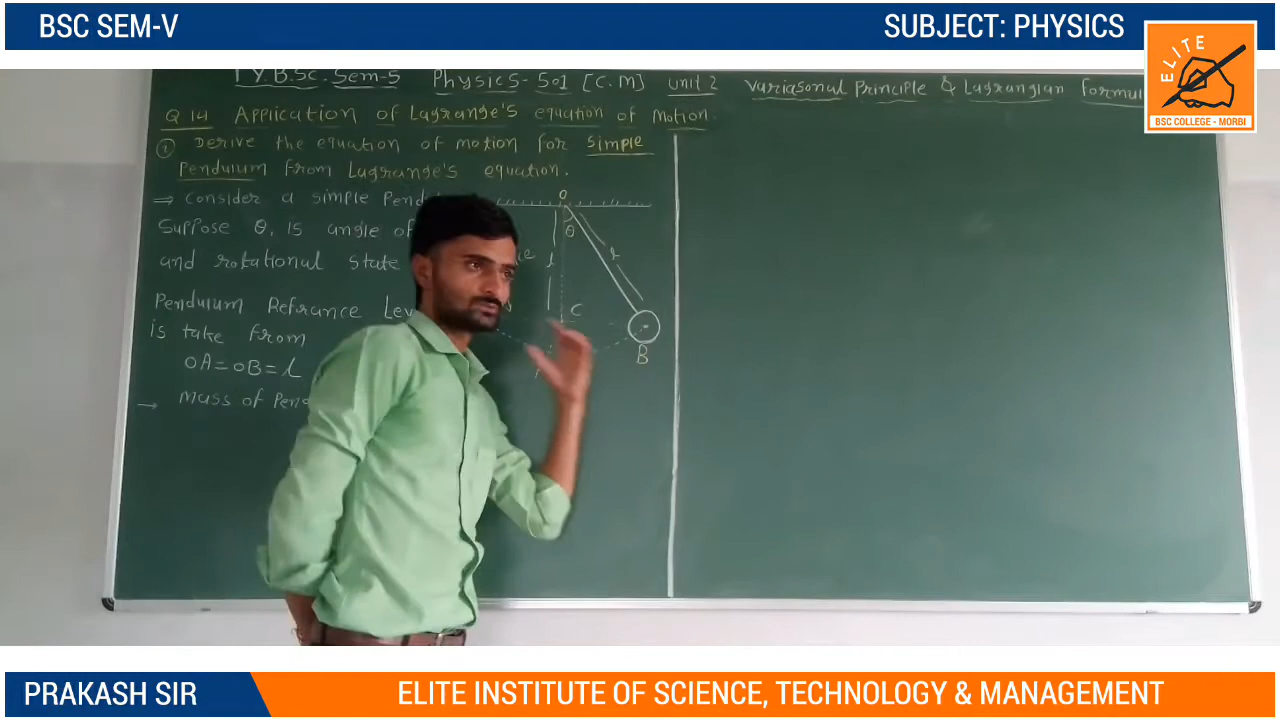 BSC SEM-V
SUBJECT: PHYSICS
ELITE
BSC COLLEGE - MORBI
T.Y.B.Sc. Sem-5 Physics-501 [C.M] Unit 2 Variasonal Principle & Lagrangian Formul
Q 14 Application of Lagrange's equation of Motion.
① Derive the equation of motion for simple
Pendulum from Lagrange's equation.
⇒ Consider a simple Pend
Suppose θ, is angle of
and rotational state
Pendulum Refrance Lev
is take from
OA=OB=l
→ Mass of Pend
O
θ
l
l
C
B
PRAKASH SIR
ELITE INSTITUTE OF SCIENCE, TECHNOLOGY & MANAGEMENT